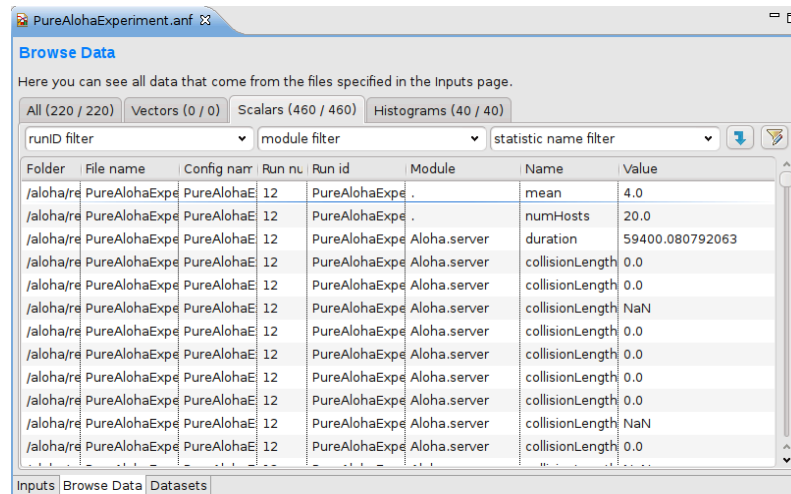 PureAlohaExperiment.anf
Browse Data
Here you can see all data that come from the files specified in the Inputs page.
All (220 / 220) Vectors (0 / 0) Scalars (460 / 460) Histograms (40 / 40)
runID filter module filter statistic name filter
Folder File name Config nam Run nu Run id Module Name Value
/aloha/re PureAlohaExpe PureAlohaE 12 PureAlohaExpe . mean 4.0
/aloha/re PureAlohaExpe PureAlohaE 12 PureAlohaExpe . numHosts 20.0
/aloha/re PureAlohaExpe PureAlohaE 12 PureAlohaExpe Aloha.server duration 59400.080792063
/aloha/re PureAlohaExpe PureAlohaE 12 PureAlohaExpe Aloha.server collisionLength 0.0
/aloha/re PureAlohaExpe PureAlohaE 12 PureAlohaExpe Aloha.server collisionLength 0.0
/aloha/re PureAlohaExpe PureAlohaE 12 PureAlohaExpe Aloha.server collisionLength NaN
/aloha/re PureAlohaExpe PureAlohaE 12 PureAlohaExpe Aloha.server collisionLength 0.0
/aloha/re PureAlohaExpe PureAlohaE 12 PureAlohaExpe Aloha.server collisionLength 0.0
/aloha/re PureAlohaExpe PureAlohaE 12 PureAlohaExpe Aloha.server collisionLength 0.0
/aloha/re PureAlohaExpe PureAlohaE 12 PureAlohaExpe Aloha.server collisionLength 0.0
/aloha/re PureAlohaExpe PureAlohaE 12 PureAlohaExpe Aloha.server collisionLength NaN
/aloha/re PureAlohaExpe PureAlohaE 12 PureAlohaExpe Aloha.server collisionLength 0.0
Inputs Browse Data Datasets